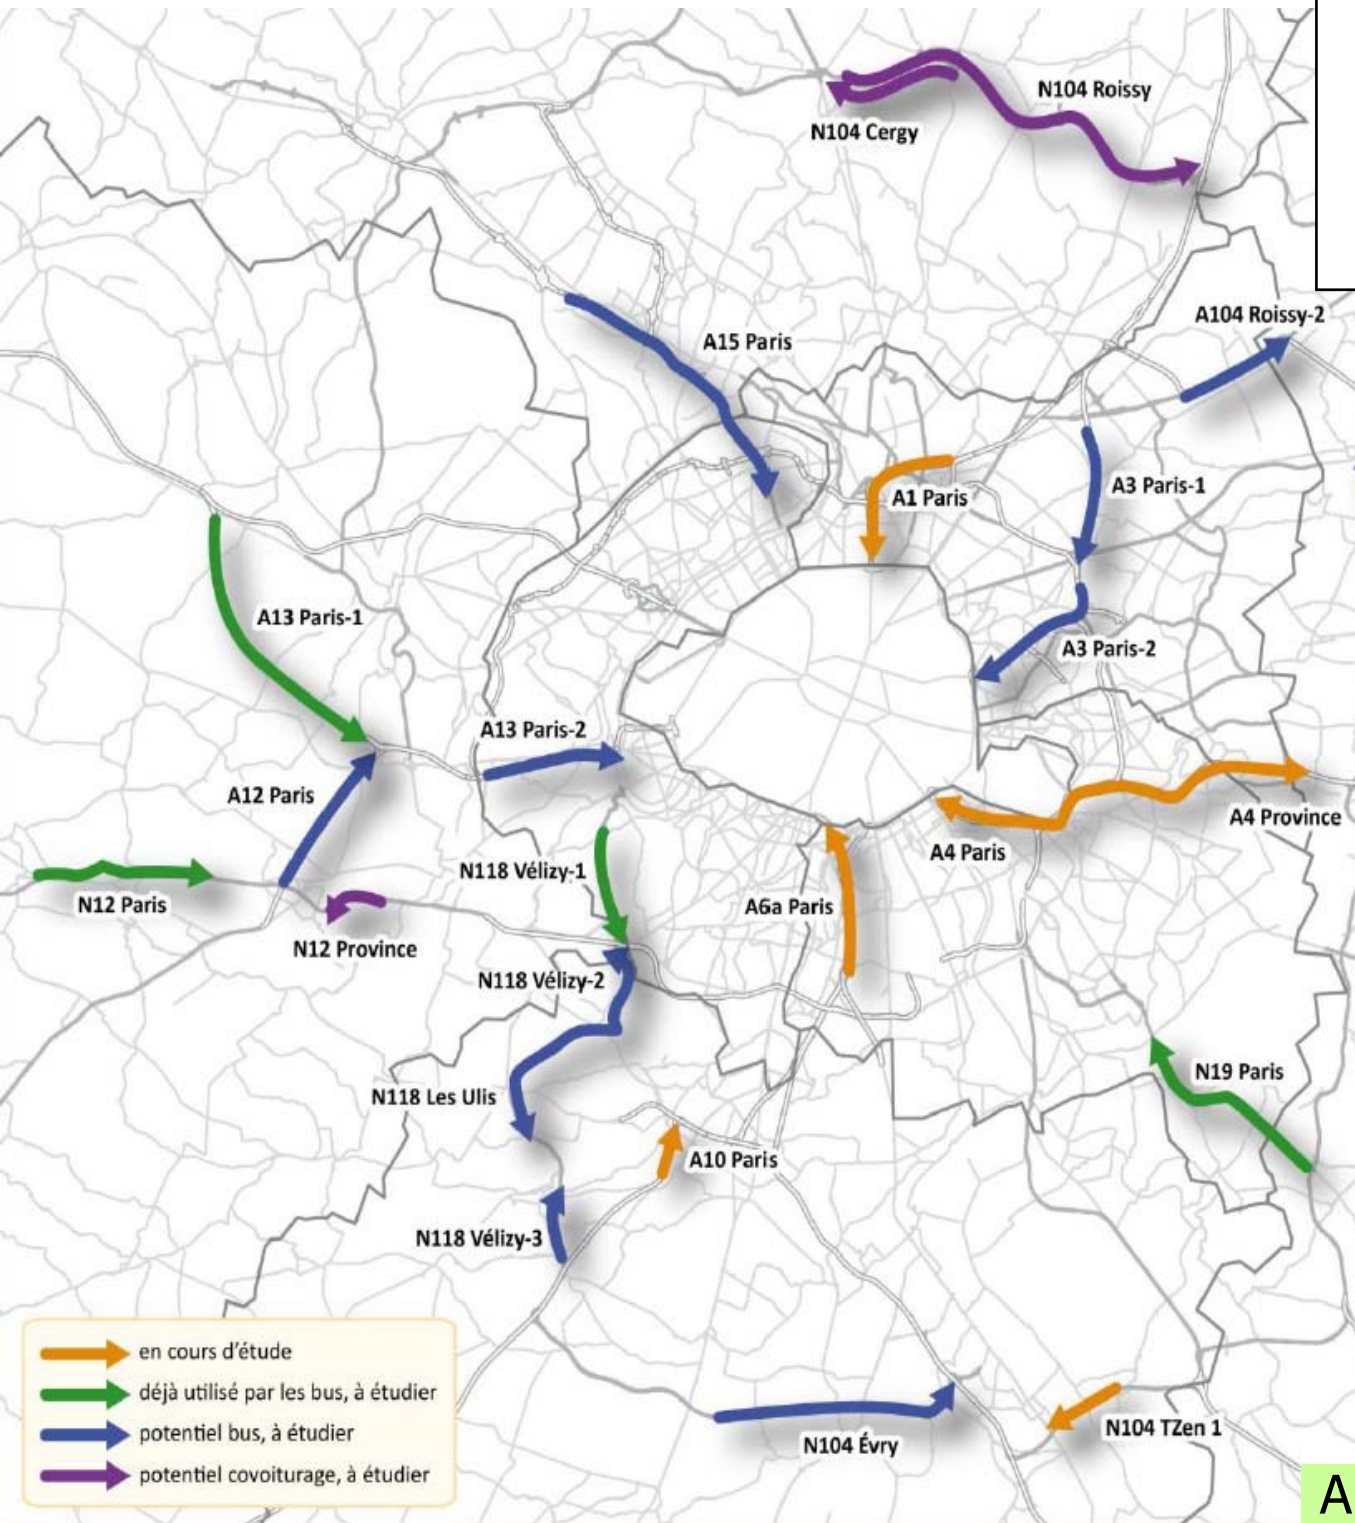 N104 Roissy
N104 Cergy
A104 Roissy-2
A15 Paris
A3 Paris-1
A1 Paris
A13 Paris-1
A3 Paris-2
A13 Paris-2
A12 Paris
A4 Province
A4 Paris
N118 Vélizy-1
N12 Paris
A6a Paris
N12 Province
N118 Vélizy-2
N19 Paris
N118 Les Ulis
A10 Paris
N118 Vélizy-3
en cours d'étude
déjà utilisé par les bus, à étudier
potentiel bus, à étudier
potentiel covoiturage, à étudier
N104 TZen 1
N104 Évry
A